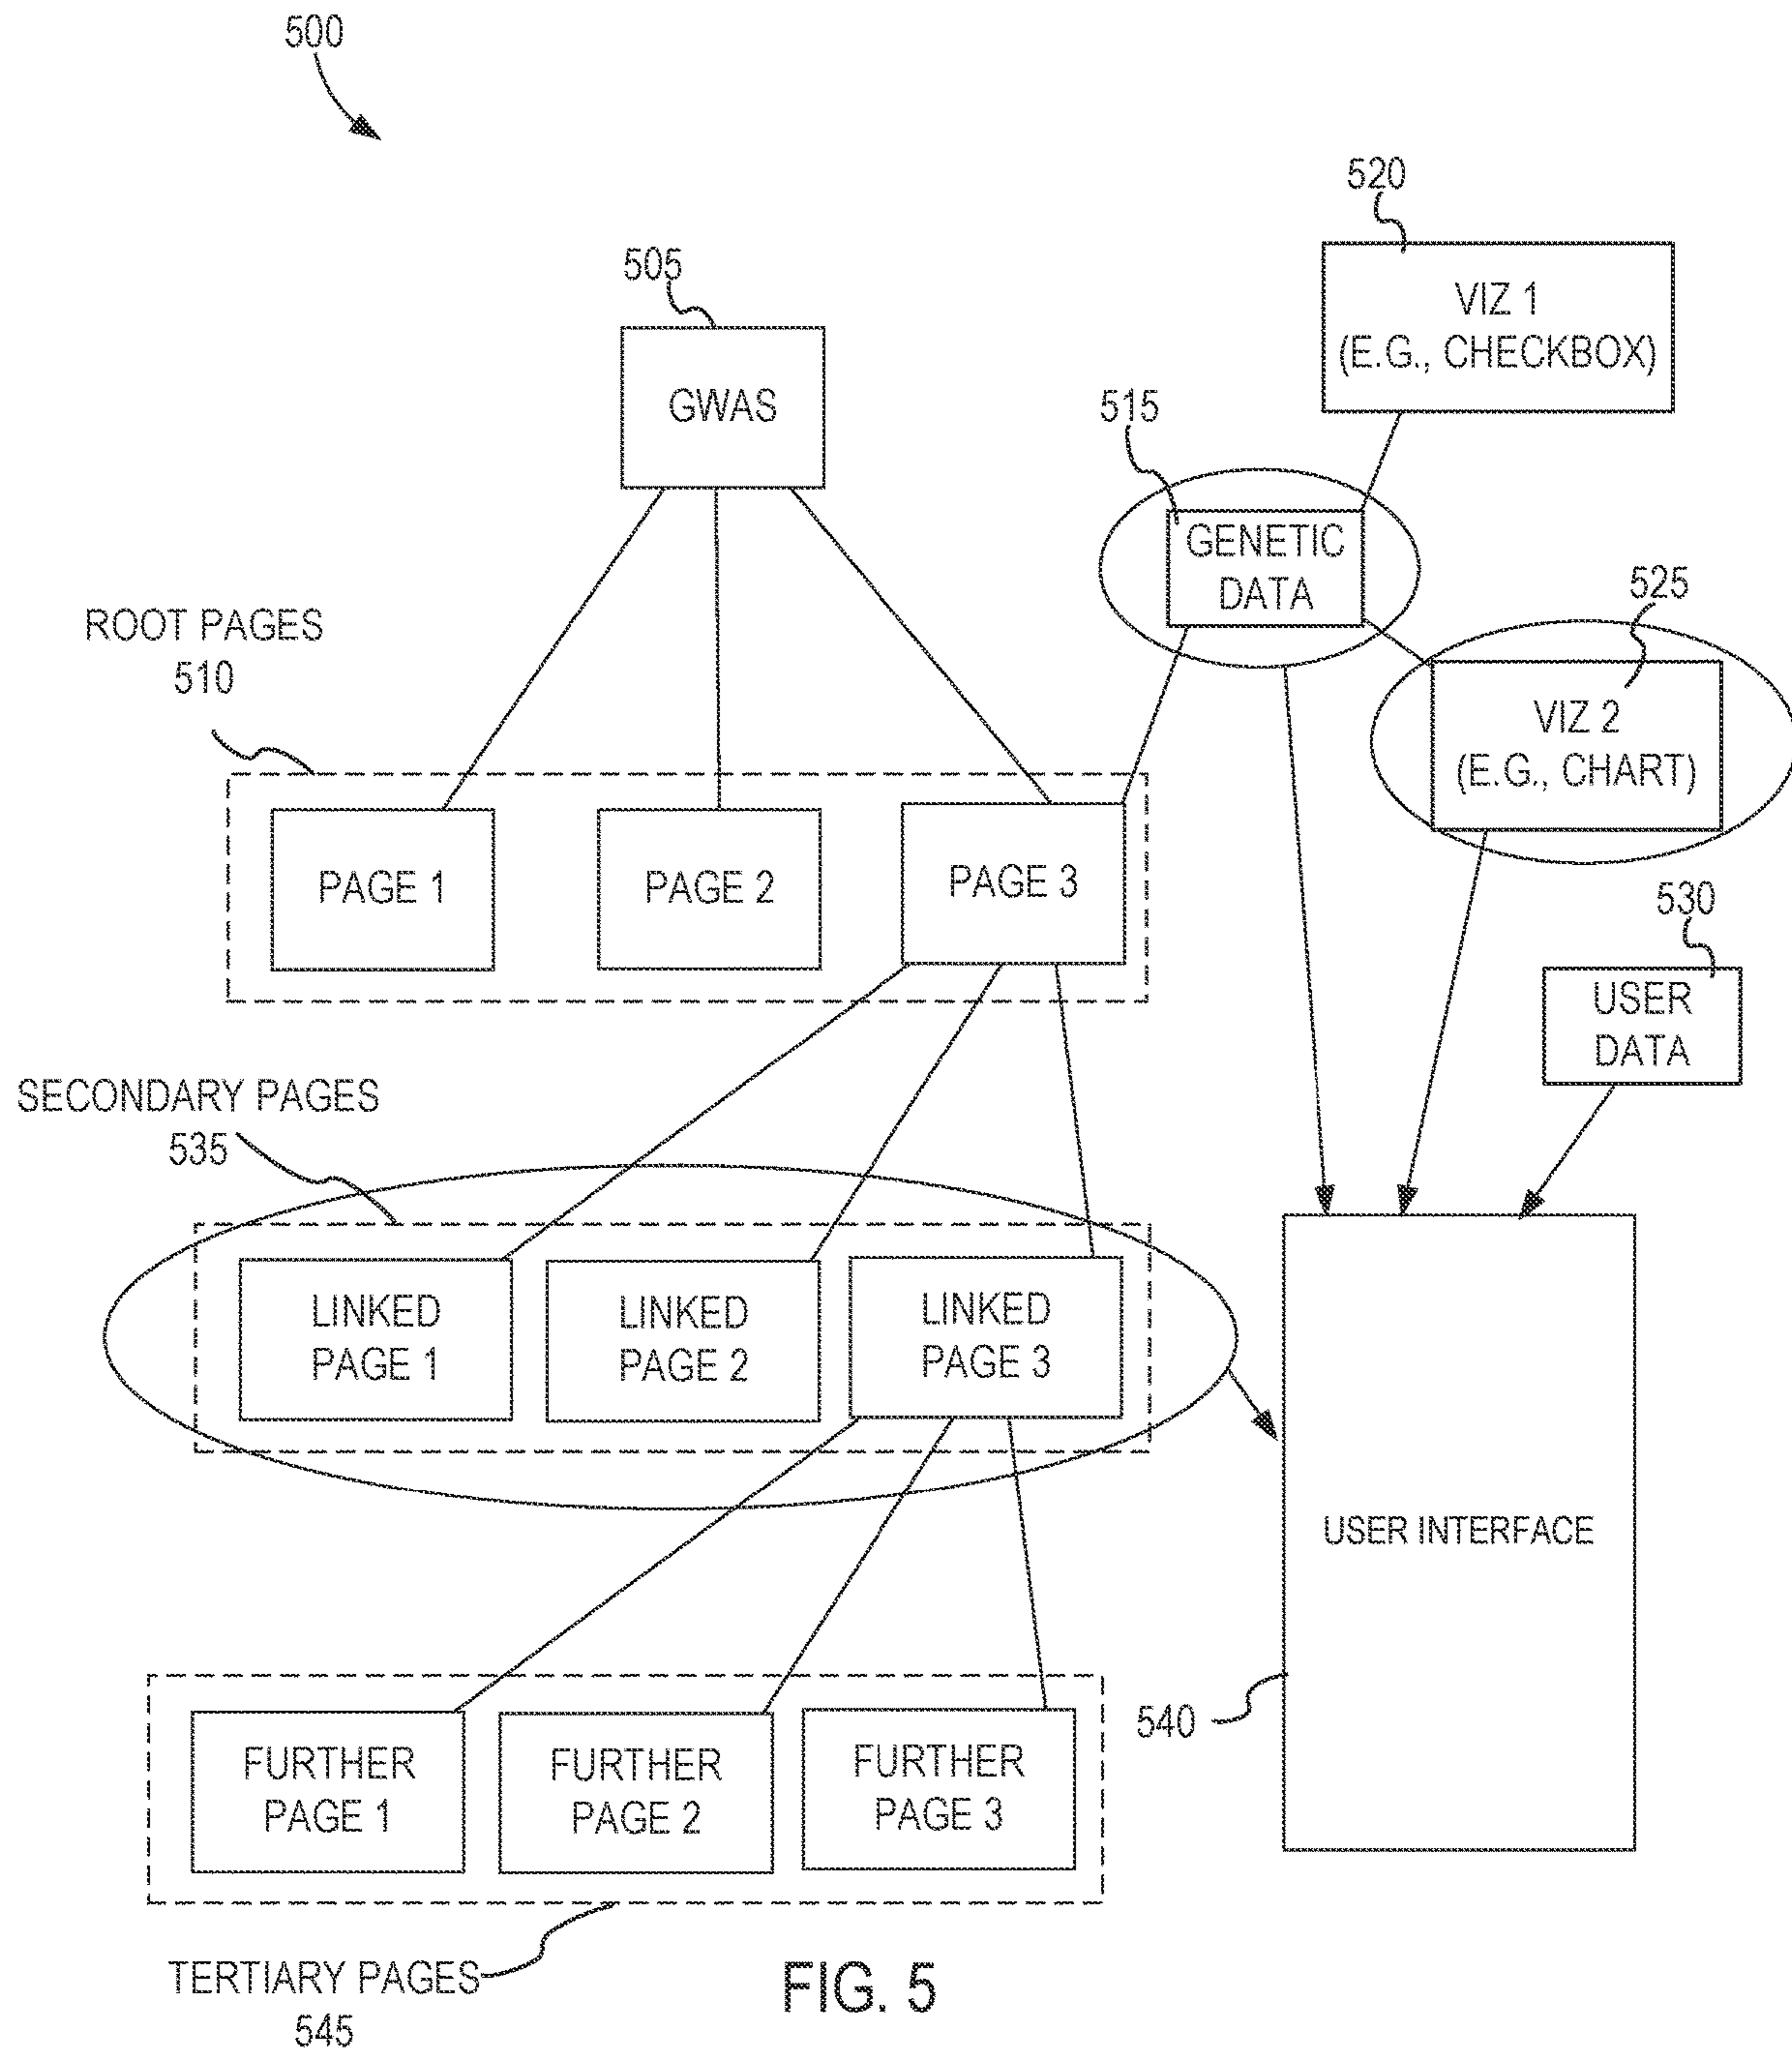 500
520
VIZ 1
(E.G., CHECKBOX)
505
GWAS
515
GENETIC
DATA
525
VIZ 2
(E.G., CHART)
ROOT PAGES
510
PAGE 1
PAGE 2
PAGE 3
530
USER
DATA
SECONDARY PAGES
535
LINKED
PAGE 1
LINKED
PAGE 2
LINKED
PAGE 3
USER INTERFACE
540
FURTHER
PAGE 1
FURTHER
PAGE 2
FURTHER
PAGE 3
TERTIARY PAGES
545
FIG. 5